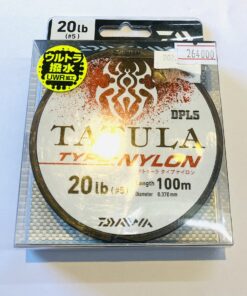 20lb
(#5)
264000
ウルトラ
撥水
UWR加工
DPLS
TATULA
TYPE NYLON
タトゥーラ タイプナイロン
20lb (#5)
Length 100m
Diameter 0.370mm
DAIWA